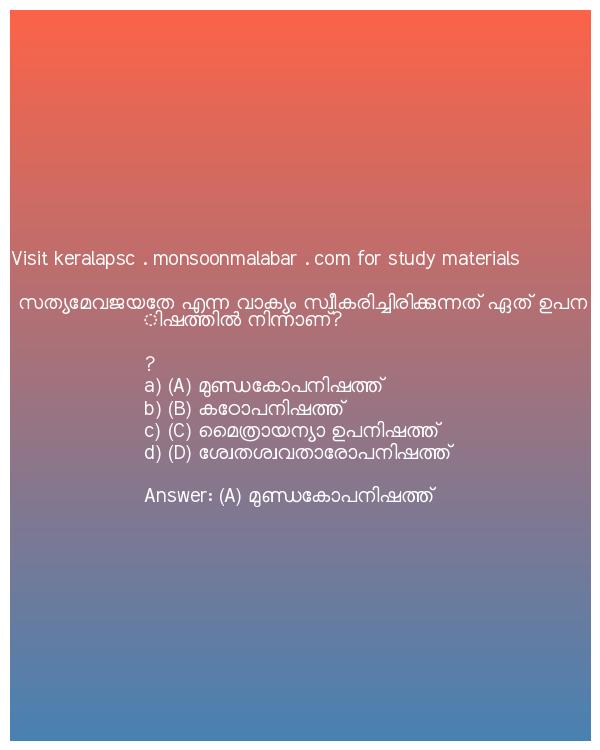 Visit keralapsc . monsoonmalabar . com for study materials
സത്യമേവജയതേ എന്ന വാക്യം സ്വീകരിച്ചിരിക്കുന്നത് ഏത് ഉപന
ിഷത്തിൽ നിന്നാണ്?
?
a) (A) മുണ്ഡകോപനിഷത്ത്
b) (B) കഠോപനിഷത്ത്
c) (C) മൈത്രായന്യാ ഉപനിഷത്ത്
d) (D) ശ്വേതശ്വവതാരോപനിഷത്ത്
Answer: (A) മുണ്ഡകോപനിഷത്ത്